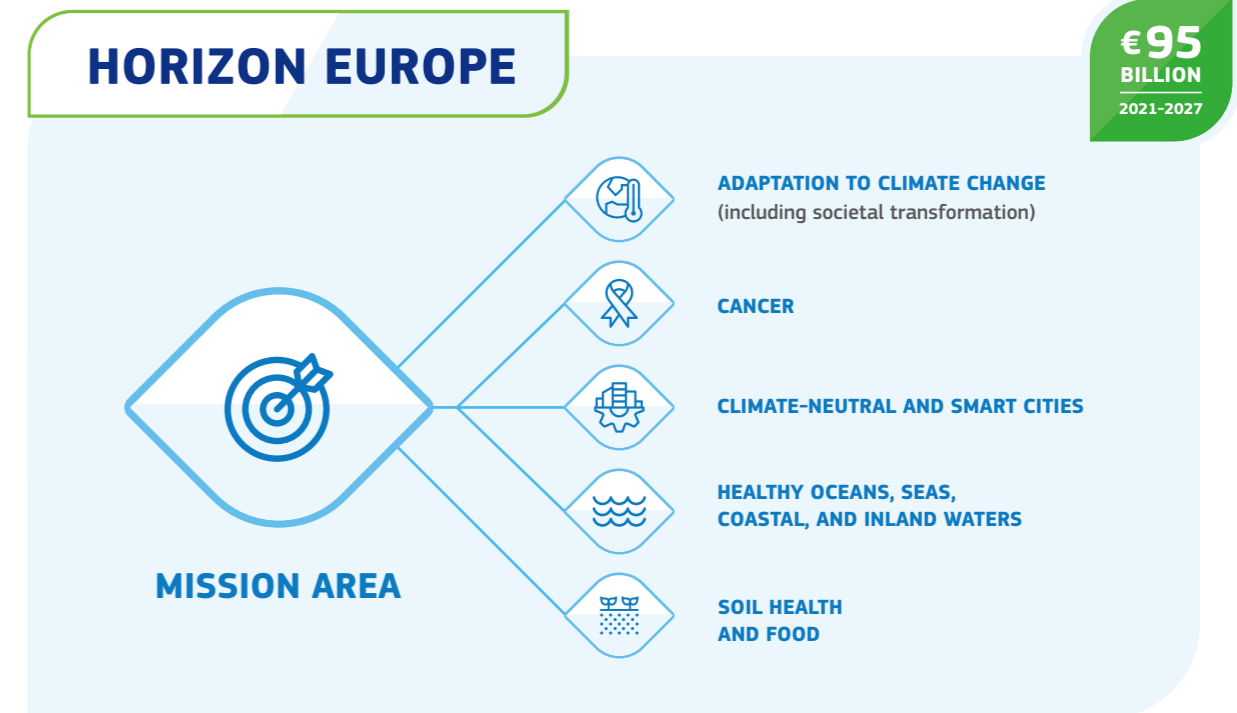 HORIZON EUROPE
€95
BILLION
2021-2027
ADAPTATION TO CLIMATE CHANGE
(including societal transformation)
CANCER
CLIMATE-NEUTRAL AND SMART CITIES
HEALTHY OCEANS, SEAS,
COASTAL, AND INLAND WATERS
MISSION AREA
SOIL HEALTH
AND FOOD